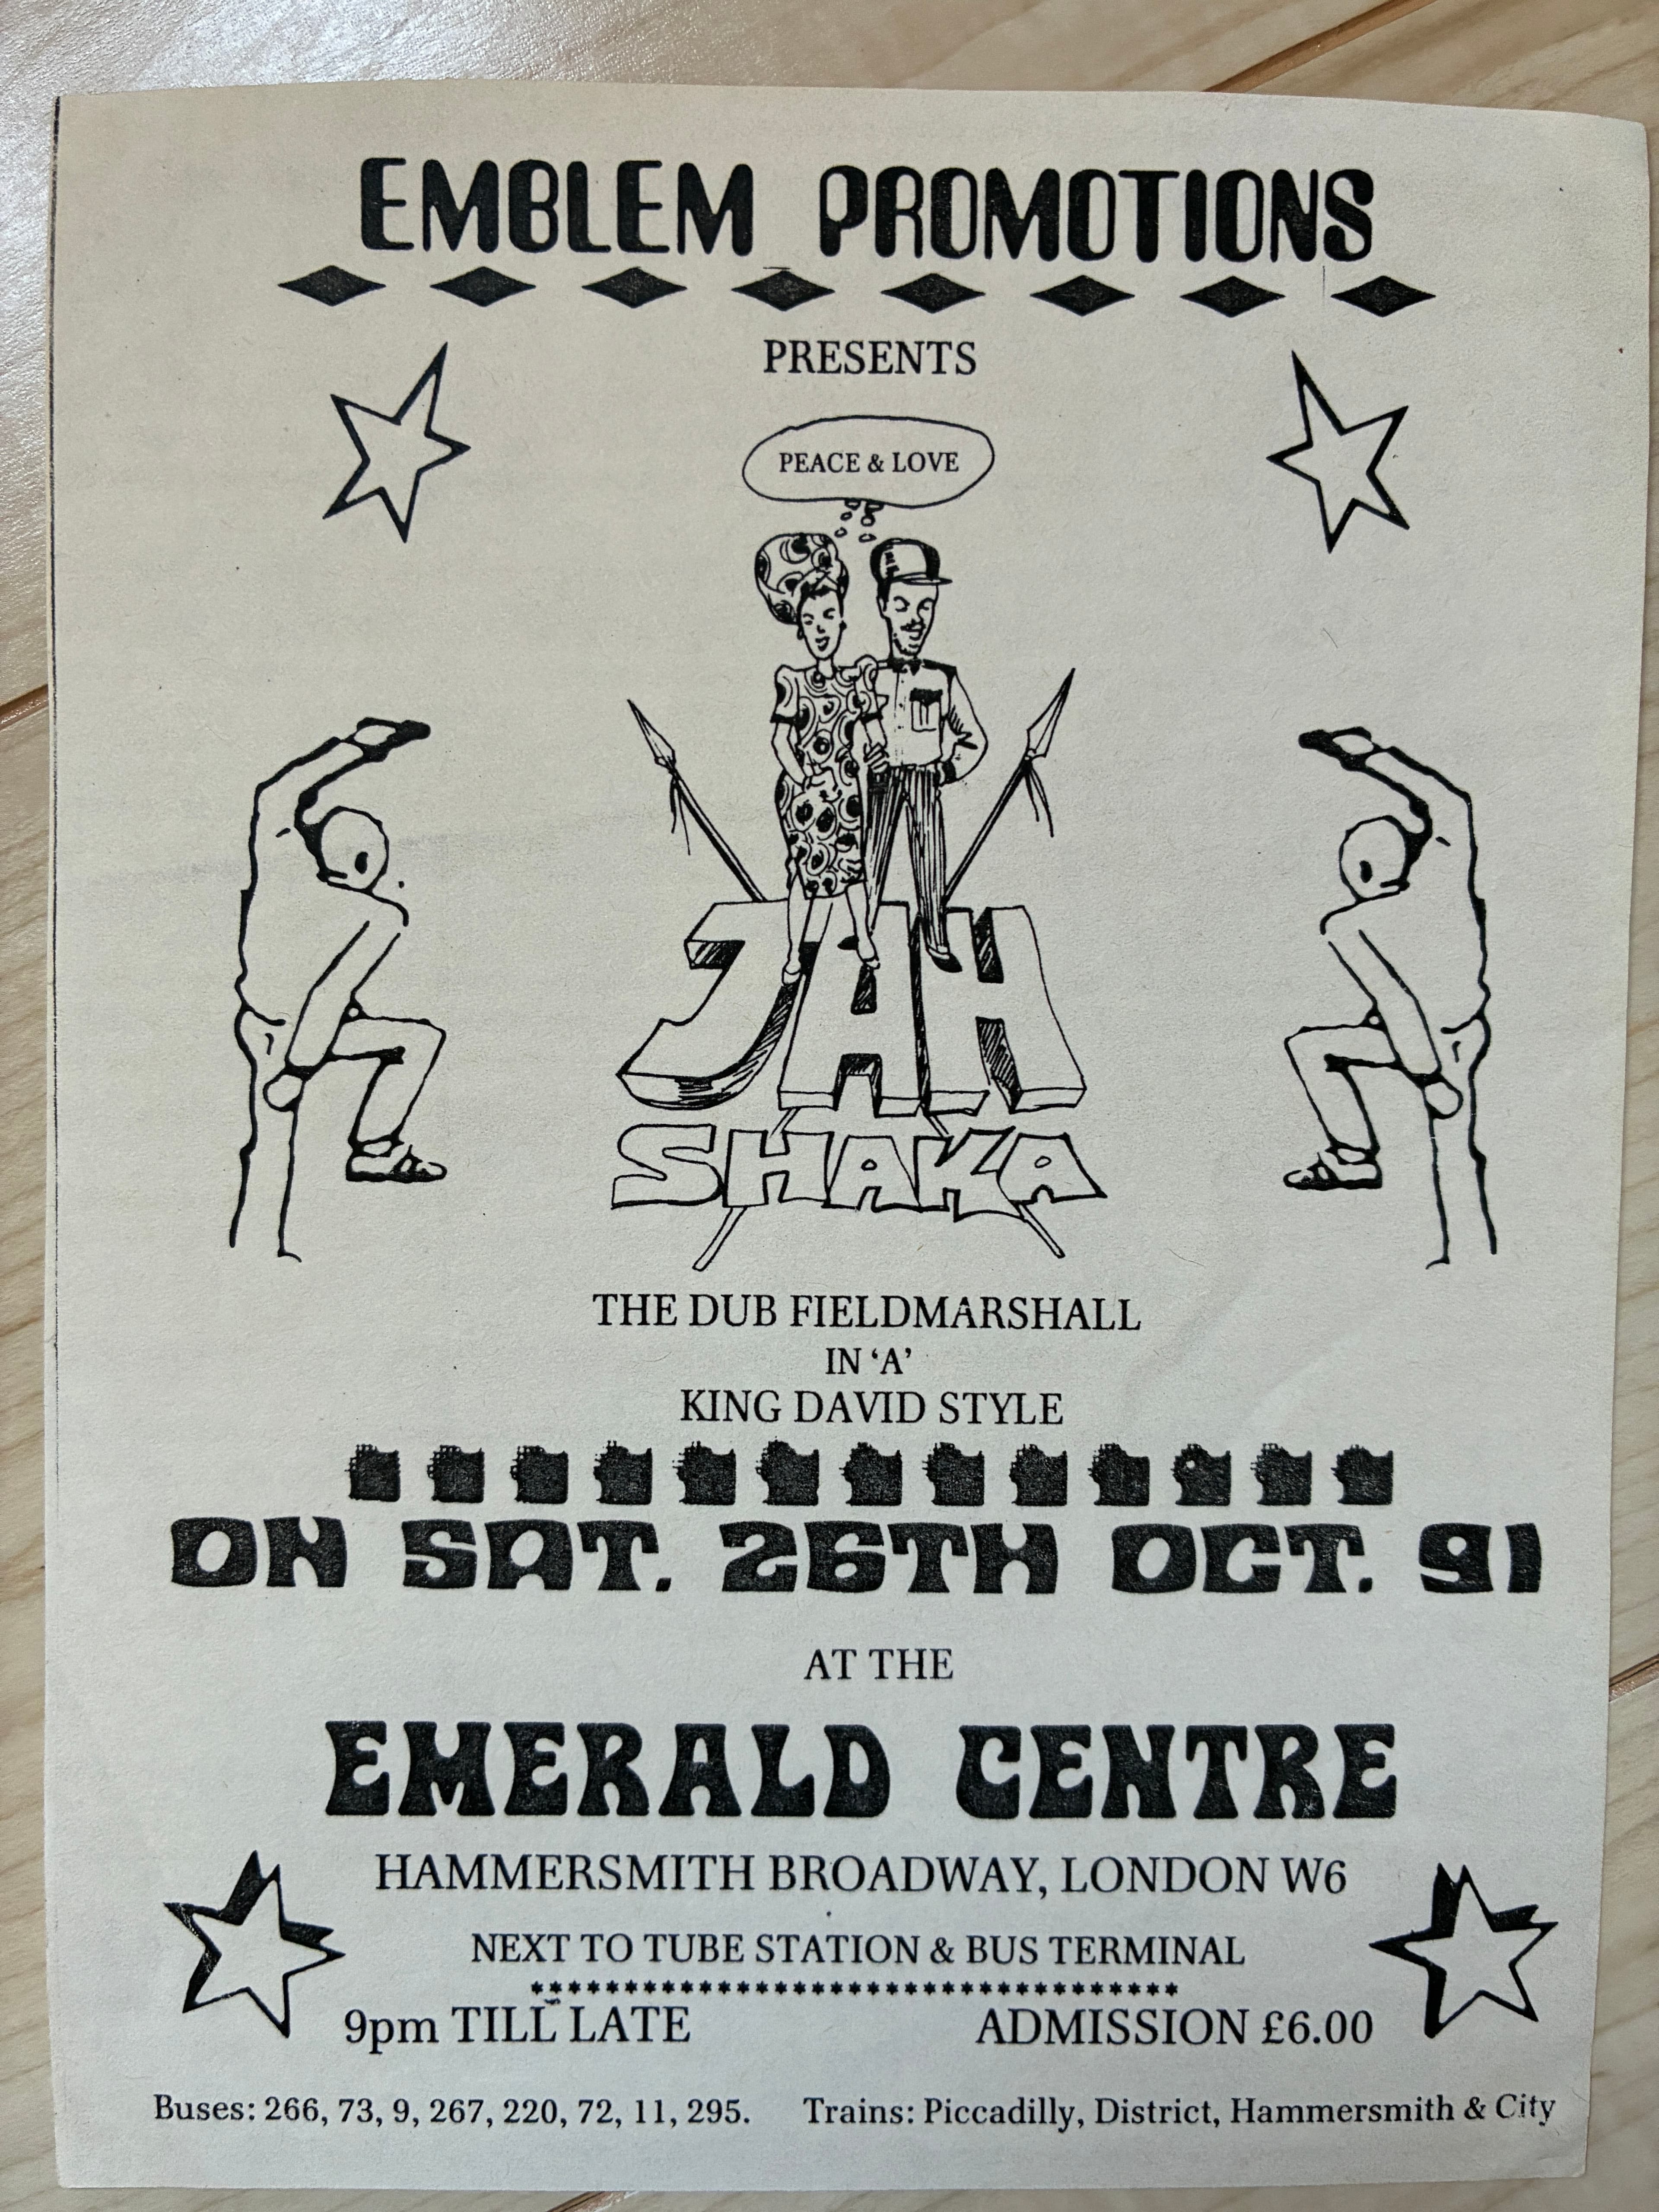 EMBLEM PROMOTIONS
PRESENTS
PEACE & LOVE
JAH
SHAKA
THE DUB FIELDMARSHALL
IN ‘A’
KING DAVID STYLE
ON SAT. 26TH OCT. 91
AT THE
EMERALD CENTRE
HAMMERSMITH BROADWAY, LONDON W6
NEXT TO TUBE STATION & BUS TERMINAL
9pm TILL LATE ADMISSION £6.00
Buses: 266, 73, 9, 267, 220, 72, 11, 295. Trains: Piccadilly, District, Hammersmith & City